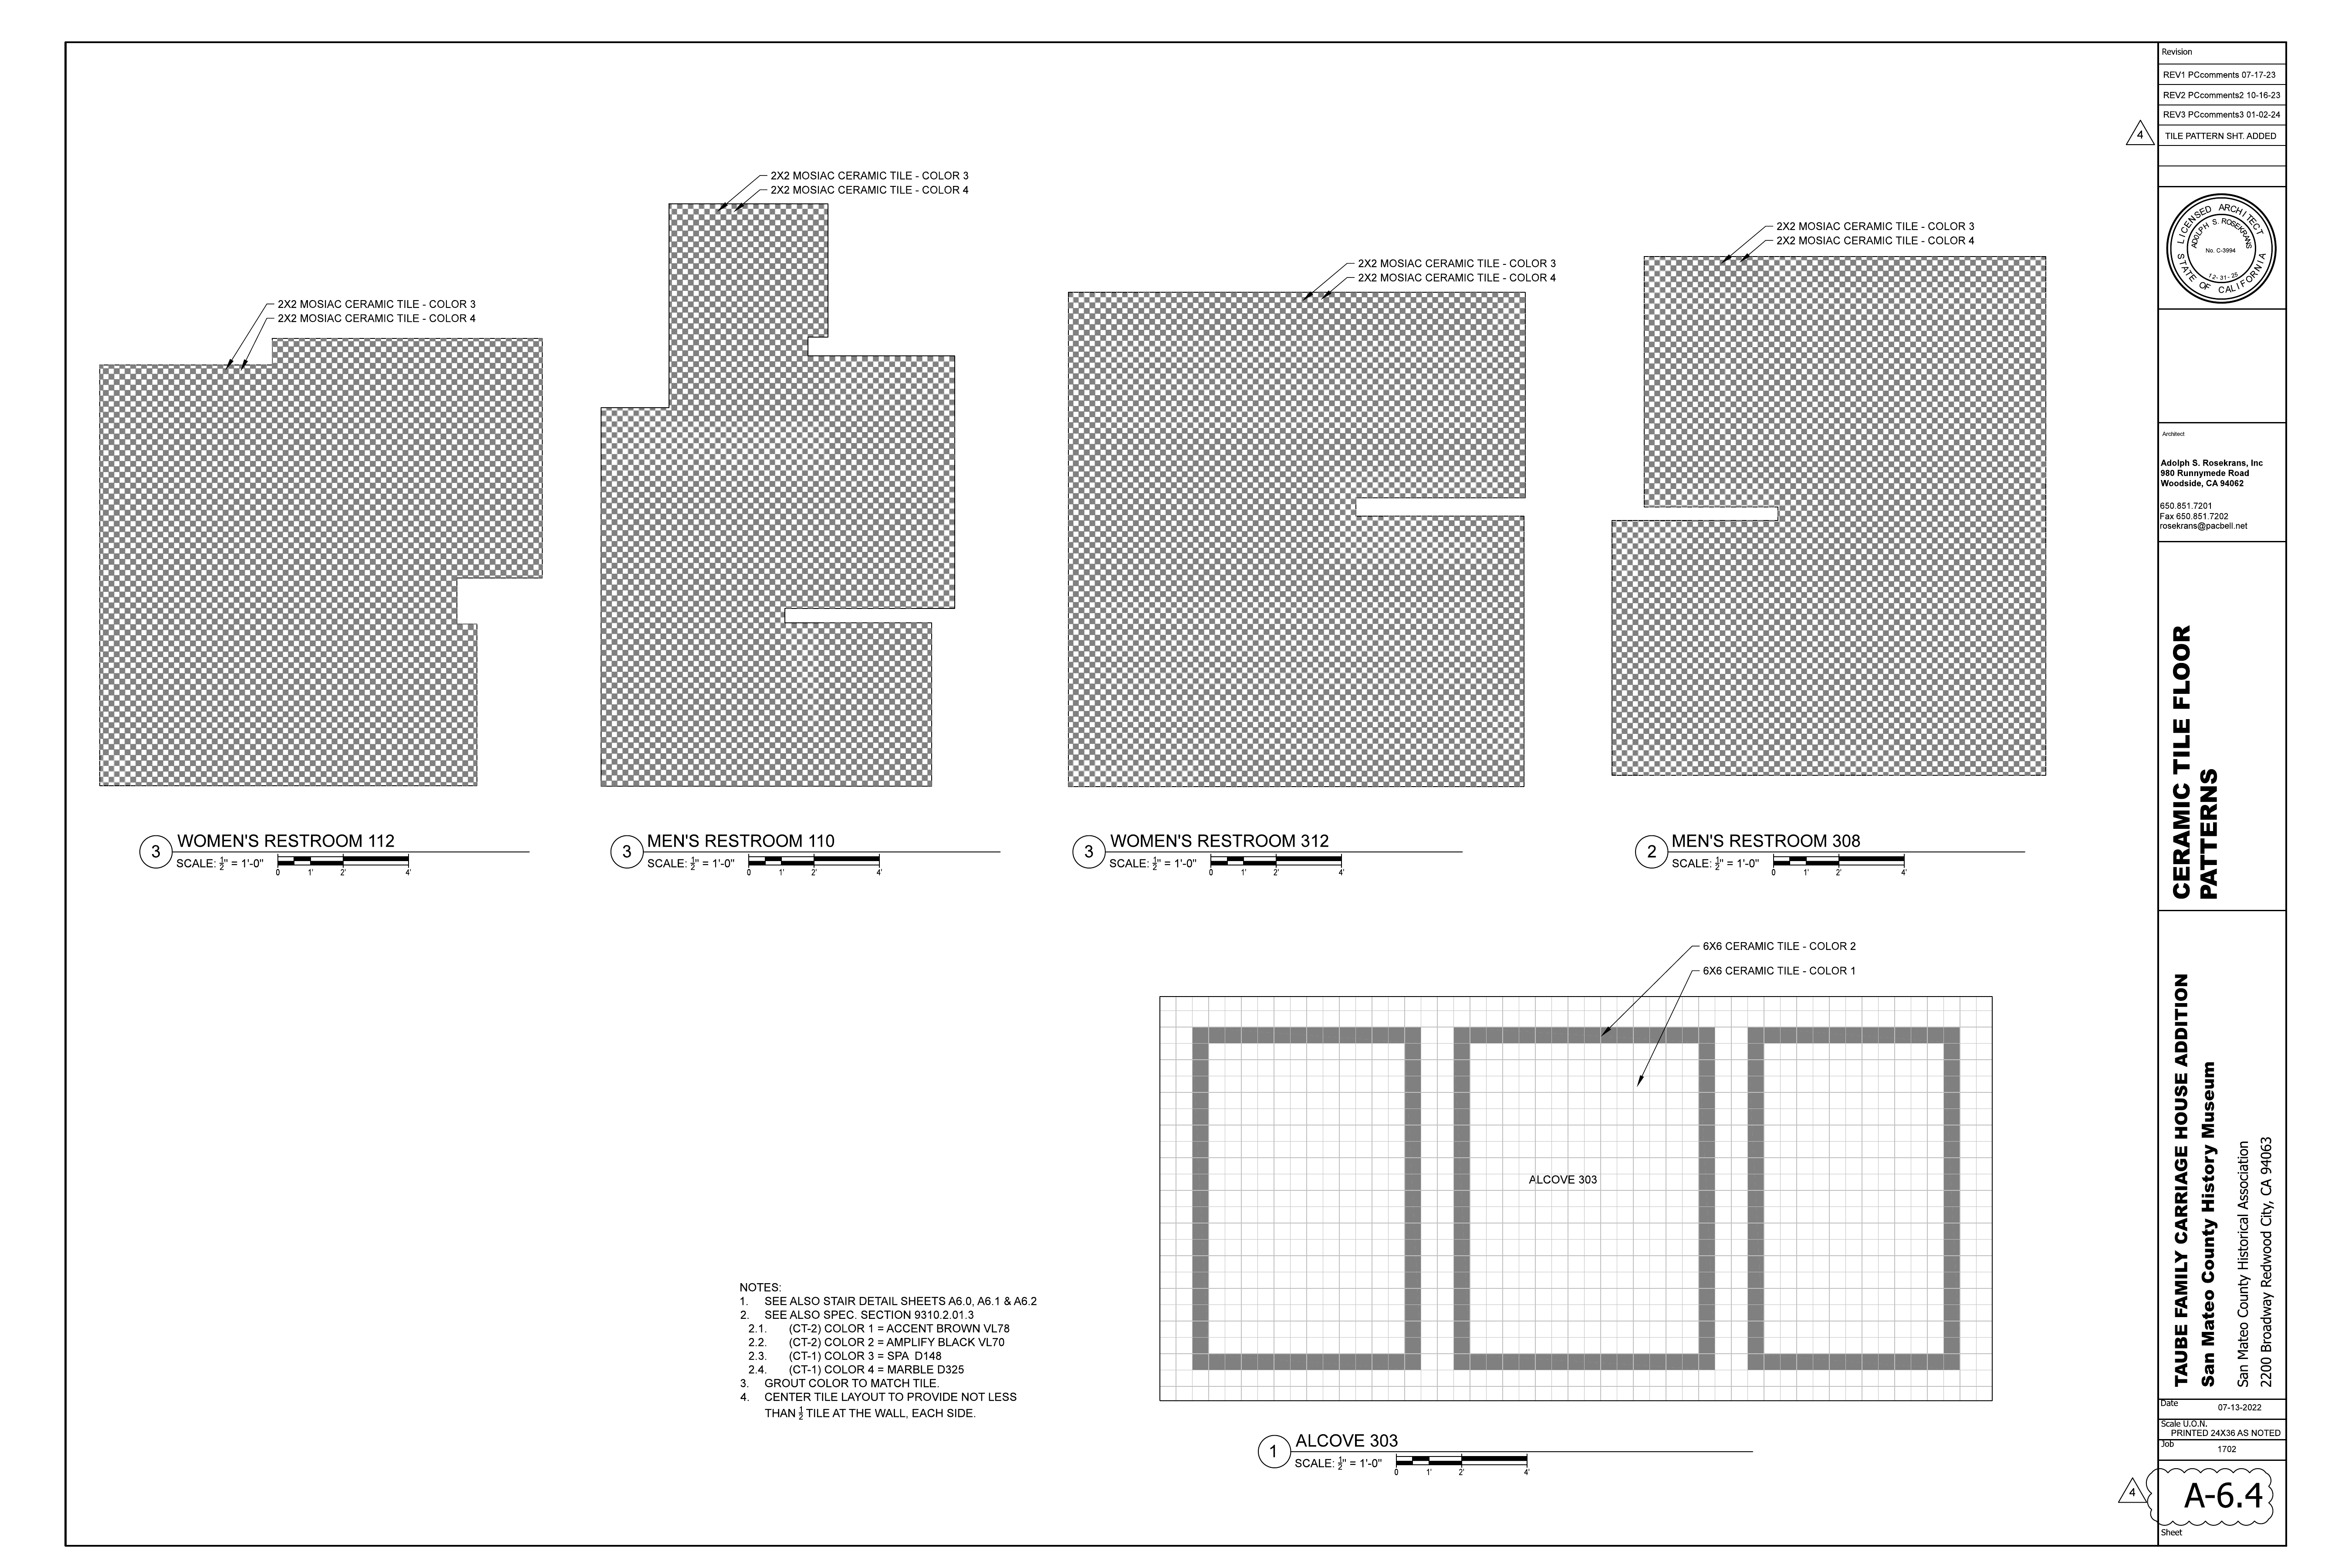 Revision
REV1 PCcomments 07-17-23
REV2 PCcomments2 10-16-23
REV3 PCcomments3 01-02-24
4
TILE PATTERN SHT. ADDED
LICENSED ARCHITECT
ADOLPH S. ROSEKRANS
No. C-3994
12-31-25
STATE OF CALIFORNIA
Architect
Adolph S. Rosekrans, Inc
980 Runnymede Road
Woodside, CA 94062
650.851.7201
Fax 650.851.7202
rosekrans@pacbell.net
CERAMIC TILE FLOOR
PATTERNS
TAUBE FAMILY CARRIAGE HOUSE ADDITION
San Mateo County History Museum
San Mateo County Historical Association
2200 Broadway Redwood City, CA 94063
Date
07-13-2022
Scale U.O.N.
PRINTED 24X36 AS NOTED
Job
1702
4
A-6.4
Sheet
2X2 MOSIAC CERAMIC TILE - COLOR 3
2X2 MOSIAC CERAMIC TILE - COLOR 4
3
WOMEN'S RESTROOM 112
SCALE: 1/2" = 1'-0"
0 1' 2' 4'
2X2 MOSIAC CERAMIC TILE - COLOR 3
2X2 MOSIAC CERAMIC TILE - COLOR 4
3
MEN'S RESTROOM 110
SCALE: 1/2" = 1'-0"
0 1' 2' 4'
2X2 MOSIAC CERAMIC TILE - COLOR 3
2X2 MOSIAC CERAMIC TILE - COLOR 4
3
WOMEN'S RESTROOM 312
SCALE: 1/2" = 1'-0"
0 1' 2' 4'
2X2 MOSIAC CERAMIC TILE - COLOR 3
2X2 MOSIAC CERAMIC TILE - COLOR 4
2
MEN'S RESTROOM 308
SCALE: 1/2" = 1'-0"
0 1' 2' 4'
6X6 CERAMIC TILE - COLOR 2
6X6 CERAMIC TILE - COLOR 1
ALCOVE 303
1
ALCOVE 303
SCALE: 1/2" = 1'-0"
0 1' 2' 4'
NOTES:
1. SEE ALSO STAIR DETAIL SHEETS A6.0, A6.1 & A6.2
2. SEE ALSO SPEC. SECTION 9310.2.01.3
2.1. (CT-2) COLOR 1 = ACCENT BROWN VL78
2.2. (CT-2) COLOR 2 = AMPLIFY BLACK VL70
2.3. (CT-1) COLOR 3 = SPA D148
2.4. (CT-1) COLOR 4 = MARBLE D325
3. GROUT COLOR TO MATCH TILE.
4. CENTER TILE LAYOUT TO PROVIDE NOT LESS
THAN 1/2 TILE AT THE WALL, EACH SIDE.